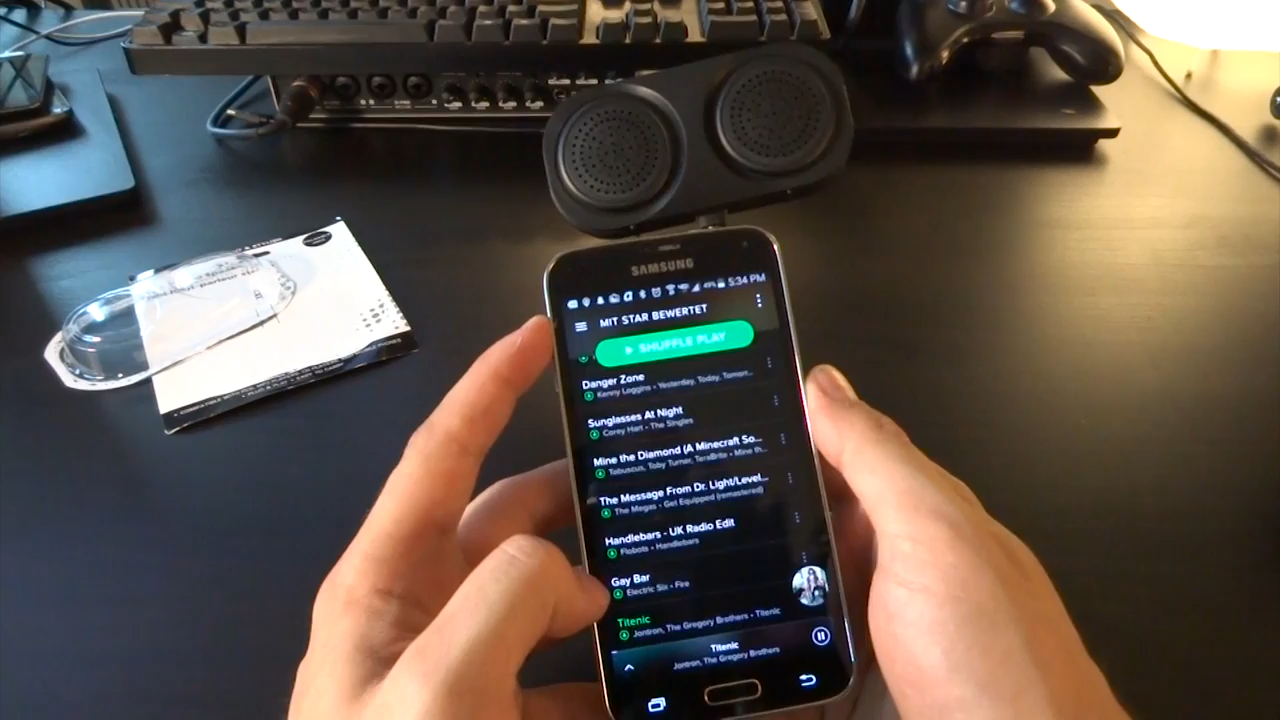 SAMSUNG
5:34 PM
MIT STAR BEWERTET
SHUFFLE PLAY
Danger Zone
Kenny Loggins • Yesterday, Today, Tomorr...
Sunglasses At Night
Corey Hart • The Singles
Mine the Diamond (A Minecraft So...
Tobuscus, Toby Turner, TeraBrite • Mine th...
The Message From Dr. Light/Level...
The Megas • Get Equipped (remastered)
Handlebars - UK Radio Edit
Flobots • Handlebars
Gay Bar
Electric Six • Fire
Titenic
Jontron, The Gregory Brothers • Titenic
Titenic
Jontron, The Gregory Brothers